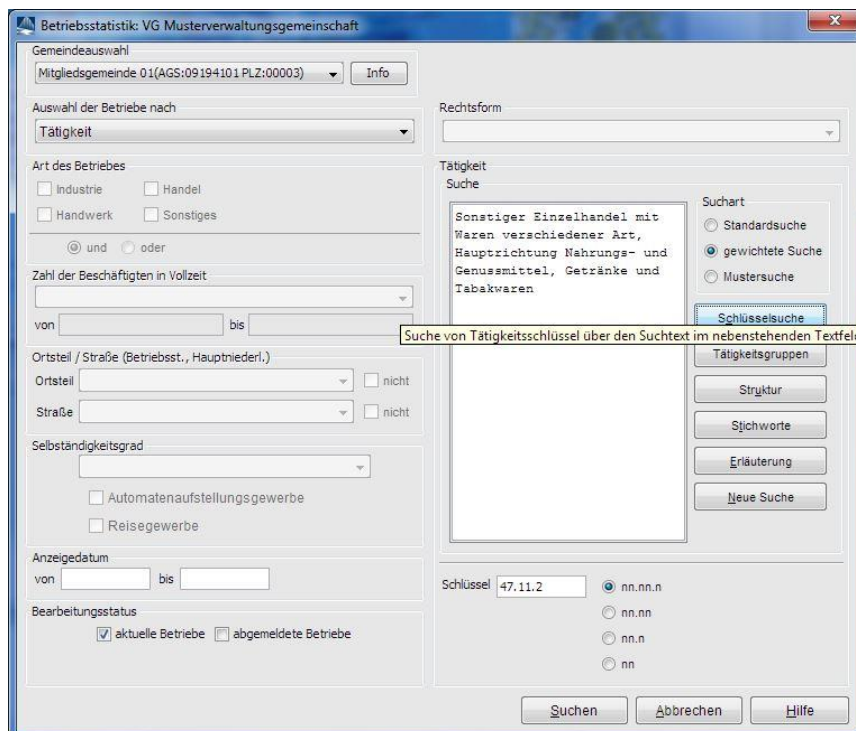 Betriebsstatistik: VG Musterverwaltungsgemeinschaft
Gemeindeauswahl
Mitgliedsgemeinde 01(AGS:09194101 PLZ:00003)
Info
Auswahl der Betriebe nach
Tätigkeit
Art des Betriebes
Industrie Handel
Handwerk Sonstiges
und oder
Zahl der Beschäftigten in Vollzeit
von bis
Ortsteil / Straße (Betriebsst., Hauptniederl.)
Ortsteil nicht
Straße nicht
Selbständigkeitsgrad
Automatenaufstellungsgewerbe
Reisegewerbe
Anzeigedatum
von bis
Bearbeitungsstatus
aktuelle Betriebe abgemeldete Betriebe
Rechtsform
Tätigkeit
Suche
Sonstiger Einzelhandel mit
Waren verschiedener Art,
Hauptrichtung Nahrungs- und
Genussmittel, Getränke und
Tabakwaren
Suchart
Standardsuche
gewichtete Suche
Mustersuche
Schlüsselsuche
Suche von Tätigkeitsschlüssel über den Suchtext im nebenstehenden Textfeld
Tätigkeitsgruppen
Struktur
Stichworte
Erläuterung
Neue Suche
Schlüssel 47.11.2 nn.nn.n
nn.nn
nn.n
nn
Suchen Abbrechen Hilfe